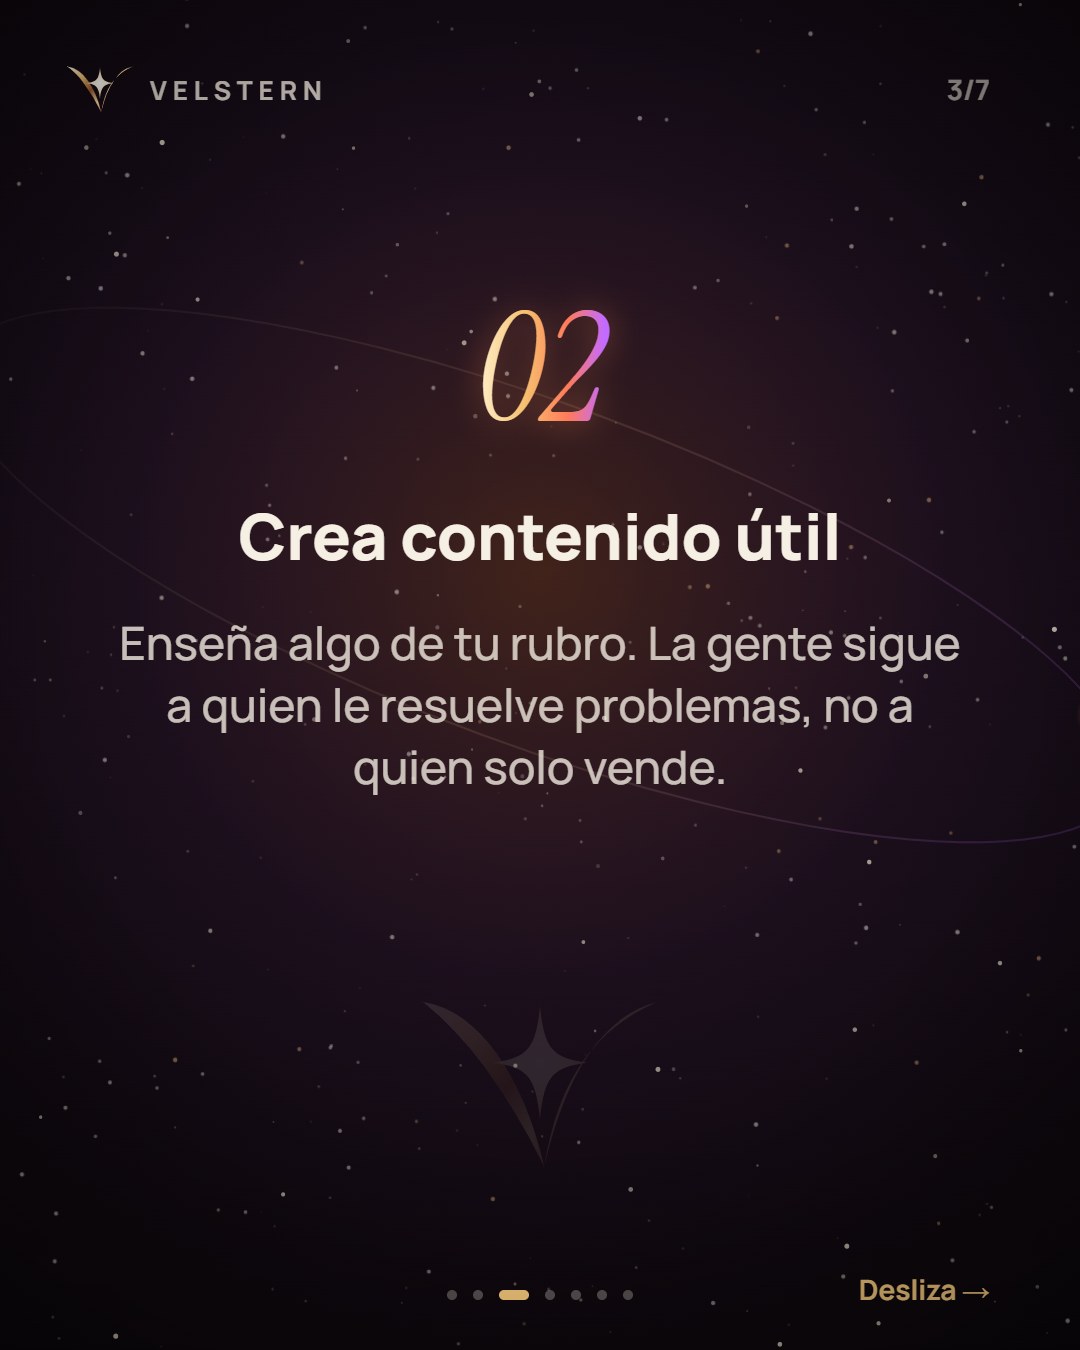 VELSTERN
3/7
02
Crea contenido útil
Enseña algo de tu rubro. La gente sigue
a quien le resuelve problemas, no a
quien solo vende.
Desliza →